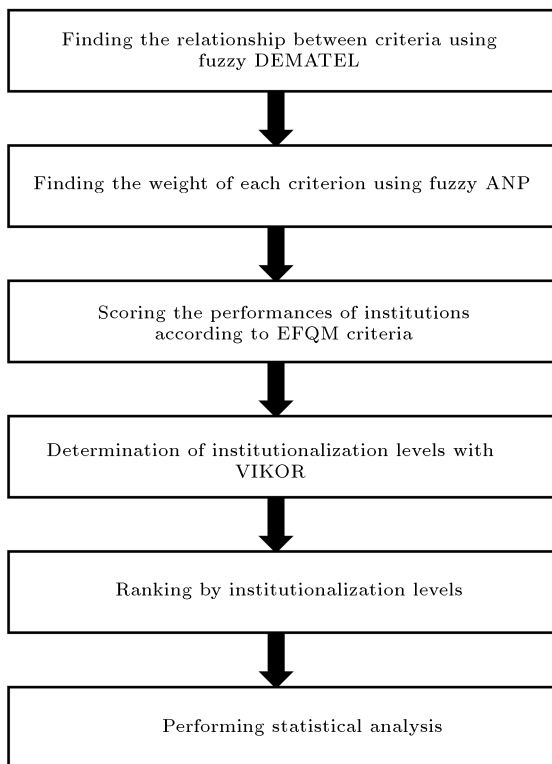 Finding the relationship between criteria using
fuzzy DEMATEL
Finding the weight of each criterion using fuzzy ANP
Scoring the performances of institutions
according to EFQM criteria
Determination of institutionalization levels with
VIKOR
Ranking by institutionalization levels
Performing statistical analysis